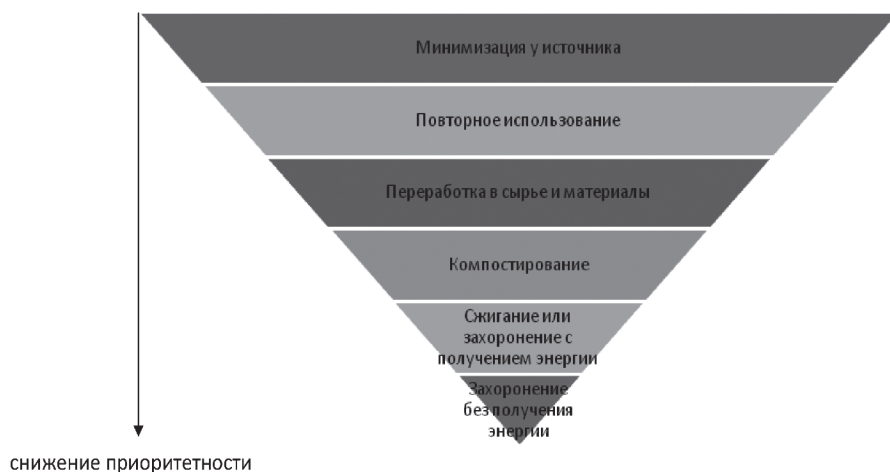 Минимизация у источника
Повторное использование
Переработка в сырье и материалы
Компостирование
Сжигание или
захоронение с
получением энергии
Захоронение
без получения
энергии
снижение приоритетности